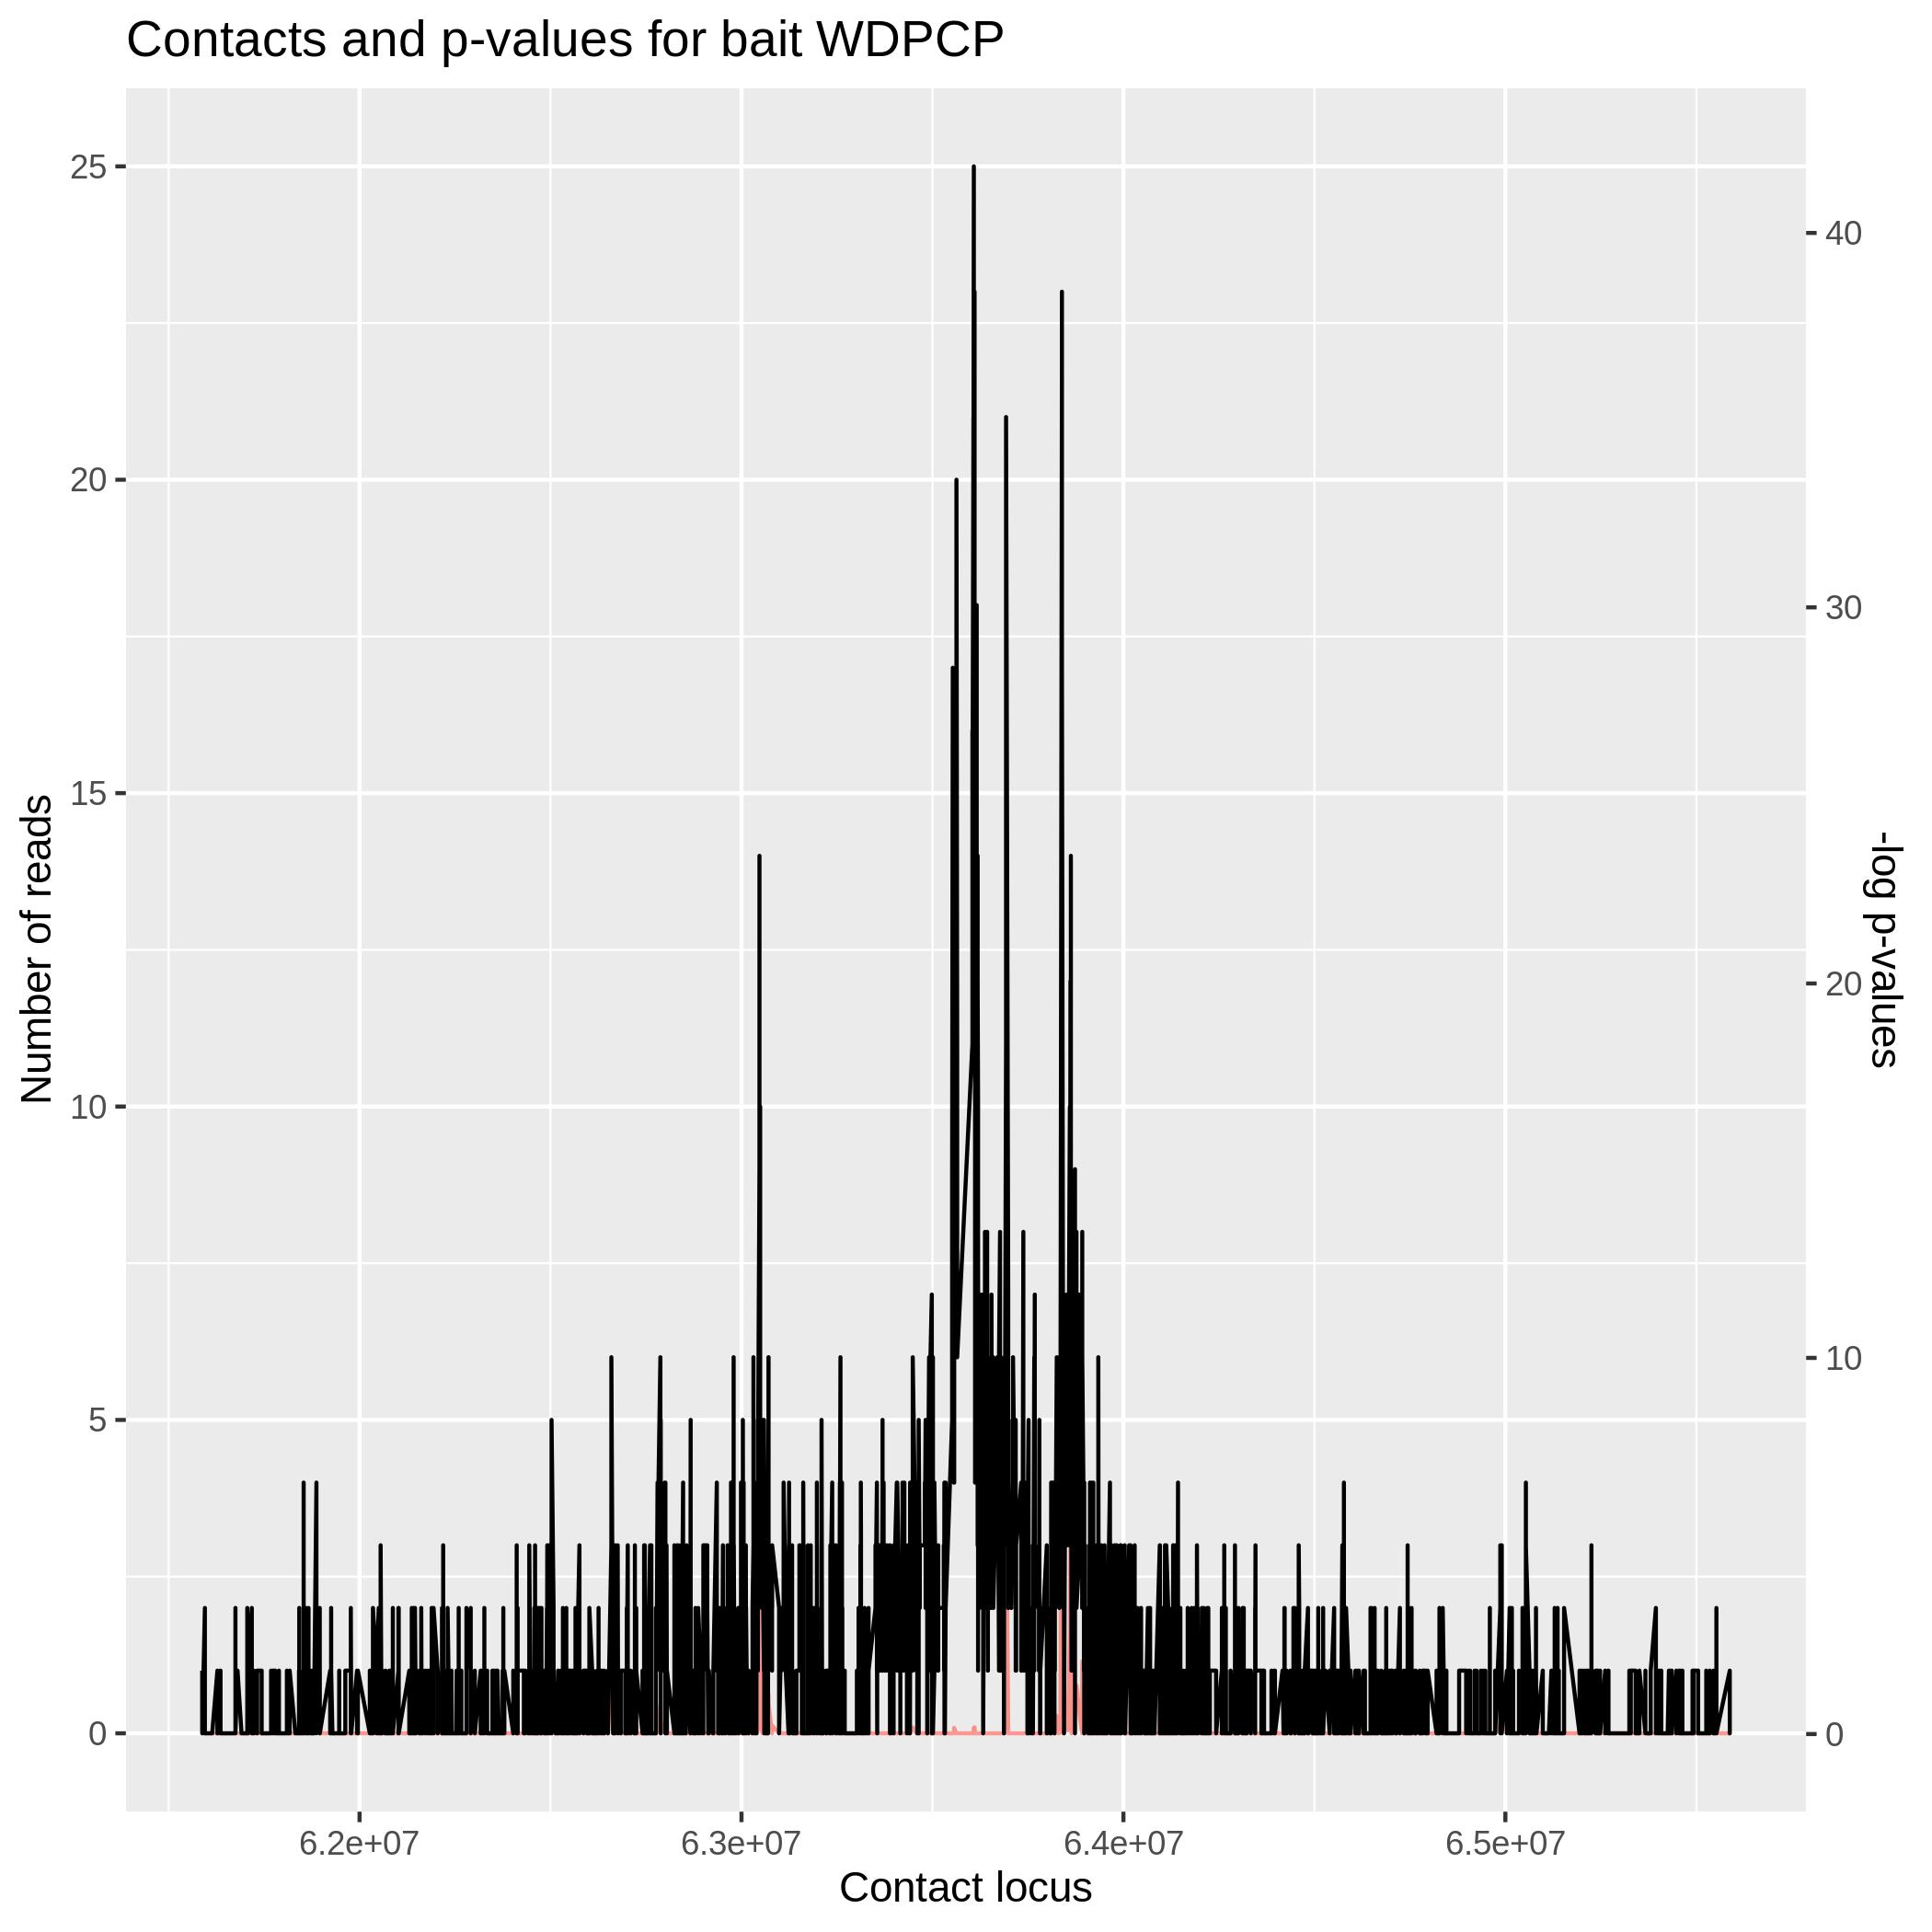 Contacts and p-values for bait WDPCP
25
20
15
10
5
0
Number of reads
40
30
20
10
0
-log p-values
6.2e+07
6.3e+07
6.4e+07
6.5e+07
Contact locus